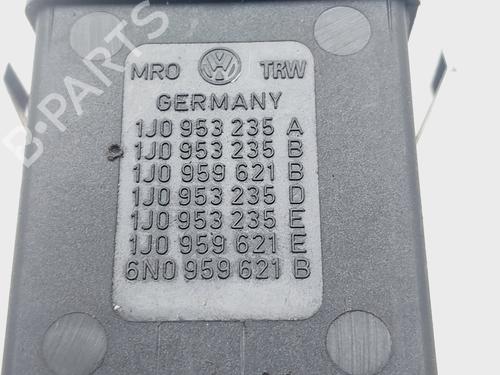 MRO VW TRW
GERMANY
1J0 953 235 A
1J0 953 235 B
1J0 959 621 B
1J0 953 235 D
1J0 953 235 E
1J0 959 621 E
6N0 959 621 B
B-PARTS